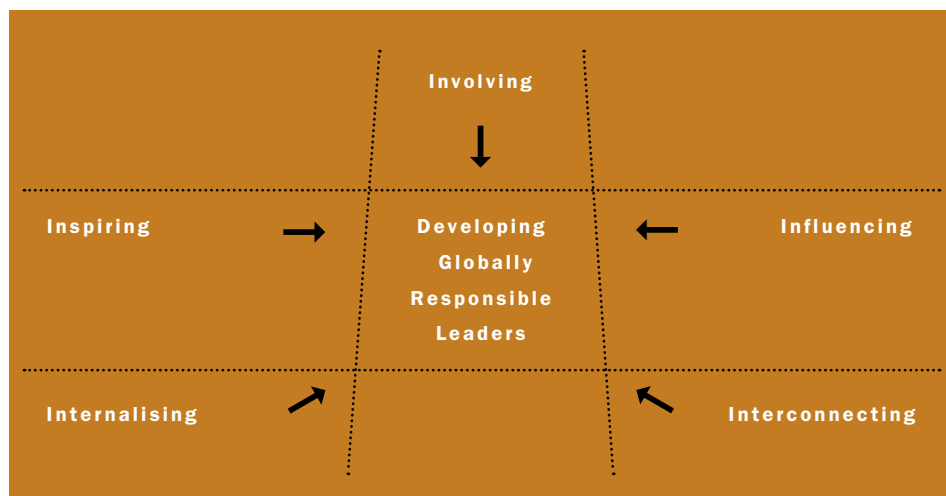 Involving
Inspiring
Developing
Influencing
Globally
Responsible
Leaders
Internalising
Interconnecting